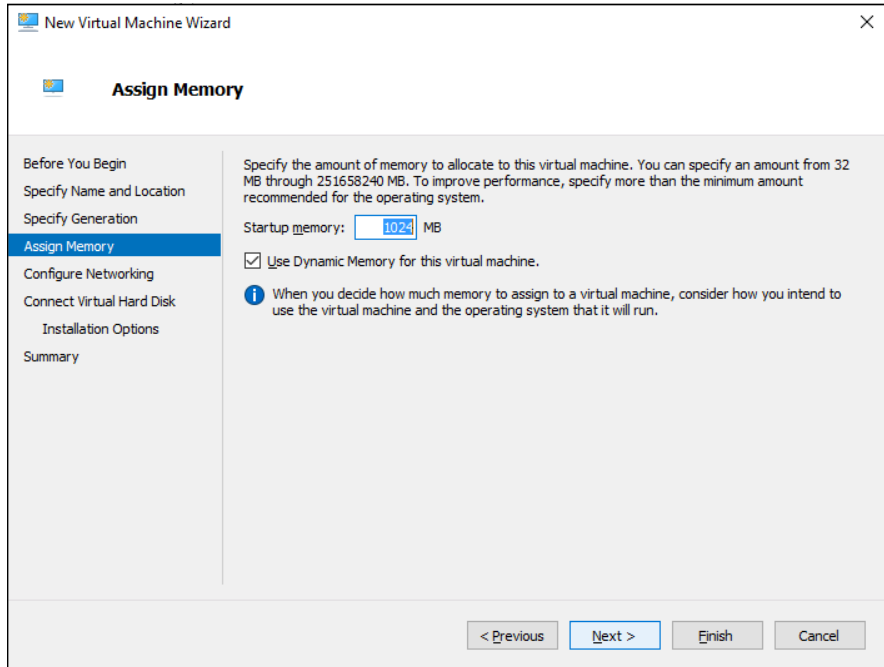 New Virtual Machine Wizard
Assign Memory
Before You Begin
Specify Name and Location
Specify Generation
Assign Memory
Configure Networking
Connect Virtual Hard Disk
Installation Options
Summary
Specify the amount of memory to allocate to this virtual machine. You can specify an amount from 32
MB through 251658240 MB. To improve performance, specify more than the minimum amount
recommended for the operating system.
Startup memory: 1024 MB
Use Dynamic Memory for this virtual machine.
When you decide how much memory to assign to a virtual machine, consider how you intend to
use the virtual machine and the operating system that it will run.
< Previous Next > Finish Cancel